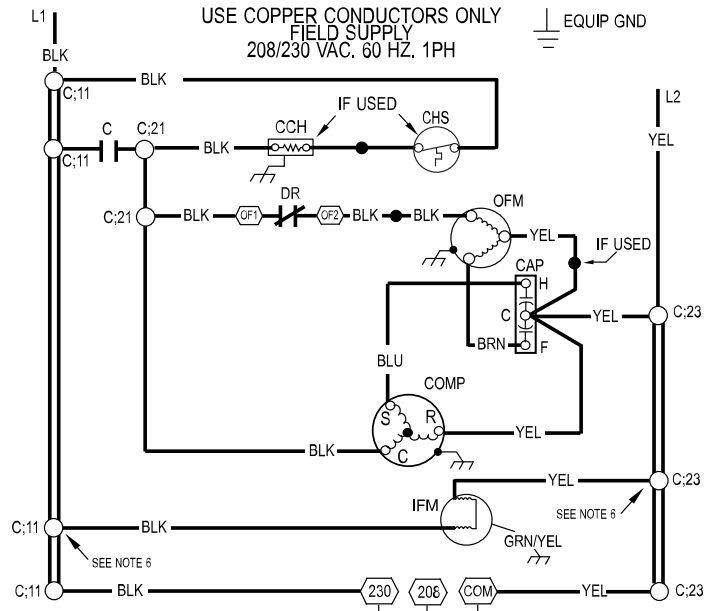 L1
USE COPPER CONDUCTORS ONLY
FIELD SUPPLY
208/230 VAC. 60 HZ. 1PH
EQUIP GND
BLK
C;11
BLK
L2
IF USED
CCH
CHS
C
C;21
C;11
BLK
YEL
DR
OFM
C;21
BLK
OF1
OF2
BLK
BLK
YEL
IF USED
CAP
H
C
YEL
C;23
BRN
F
BLU
COMP
S
R
YEL
C
BLK
YEL
C;23
IFM
SEE NOTE 6
C;11
BLK
GRN/YEL
SEE NOTE 6
C;11
BLK
230
208
COM
YEL
C;23